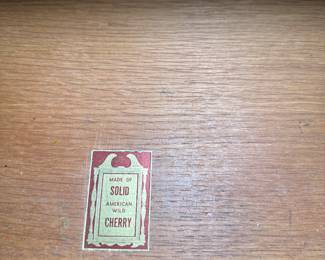 MADE OF
SOLID
AMERICAN
WILD
CHERRY